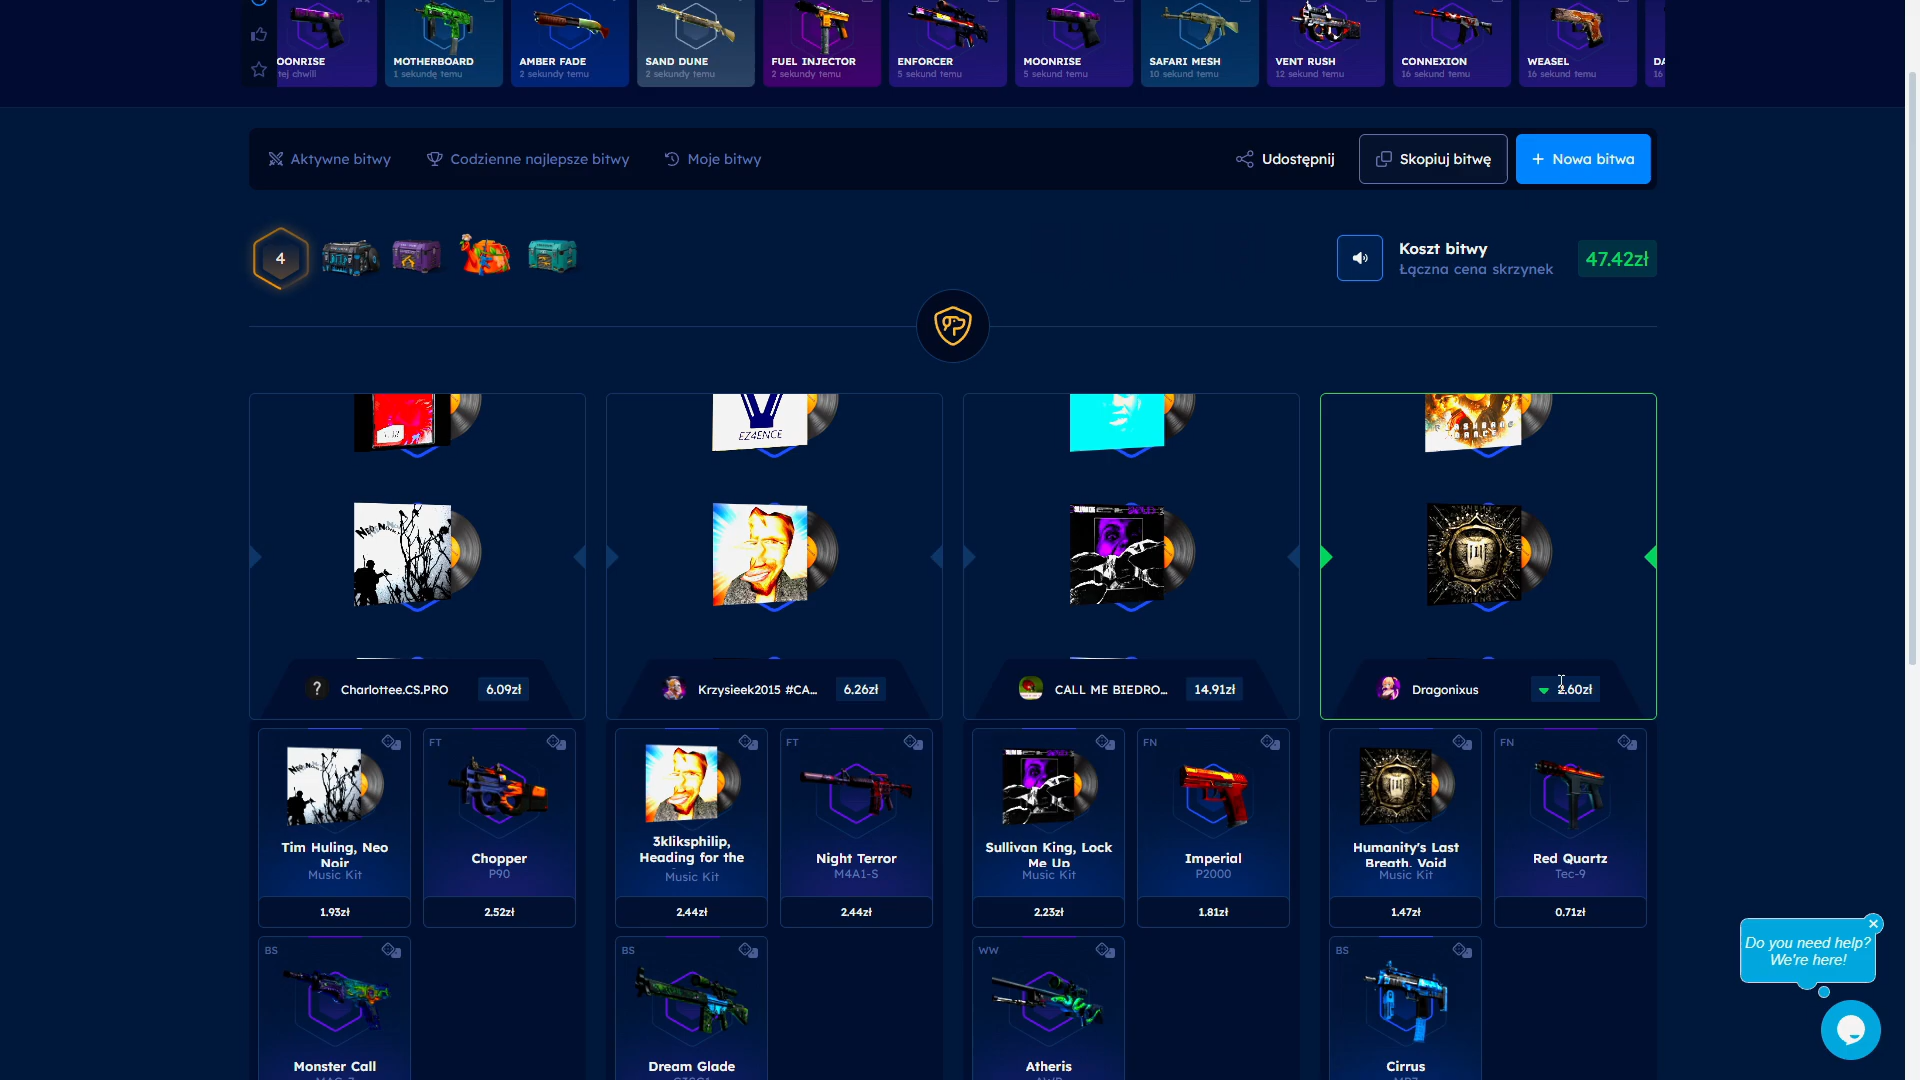 OONRISE
tej chwili
MOTHERBOARD
1 sekundę temu
AMBER FADE
2 sekundy temu
SAND DUNE
2 sekundy temu
FUEL INJECTOR
2 sekundy temu
ENFORCER
5 sekund temu
MOONRISE
5 sekund temu
SAFARI MESH
10 sekund temu
VENT RUSH
12 sekund temu
CONNEXION
16 sekund temu
WEASEL
16 sekund temu
Aktywne bitwy
Codzienne najlepsze bitwy
Moje bitwy
Udostępnij
Skopiuj bitwę
+ Nowa bitwa
4
Koszt bitwy
Łączna cena skrzynek
47.42zł
EZ4ENCE
Charlottee.CS.PRO
6.09zł
Krzysieek2015 #CA...
6.26zł
CALL ME BIEDRO...
14.91zł
Dragonixus
2.60zł
Tim Huling, Neo
Noir
Music Kit
1.93zł
FT
Chopper
P90
2.52zł
3kliksphilip,
Heading for the
Music Kit
2.44zł
FT
Night Terror
M4A1-S
2.44zł
Sullivan King, Lock
Me Up
Music Kit
2.23zł
FN
Imperial
P2000
1.81zł
Humanity's Last
Breath, Void
Music Kit
1.47zł
FN
Red Quartz
Tec-9
0.71zł
BS
Monster Call
BS
Dream Glade
WW
Atheris
BS
Cirrus
Do you need help?
We're here!